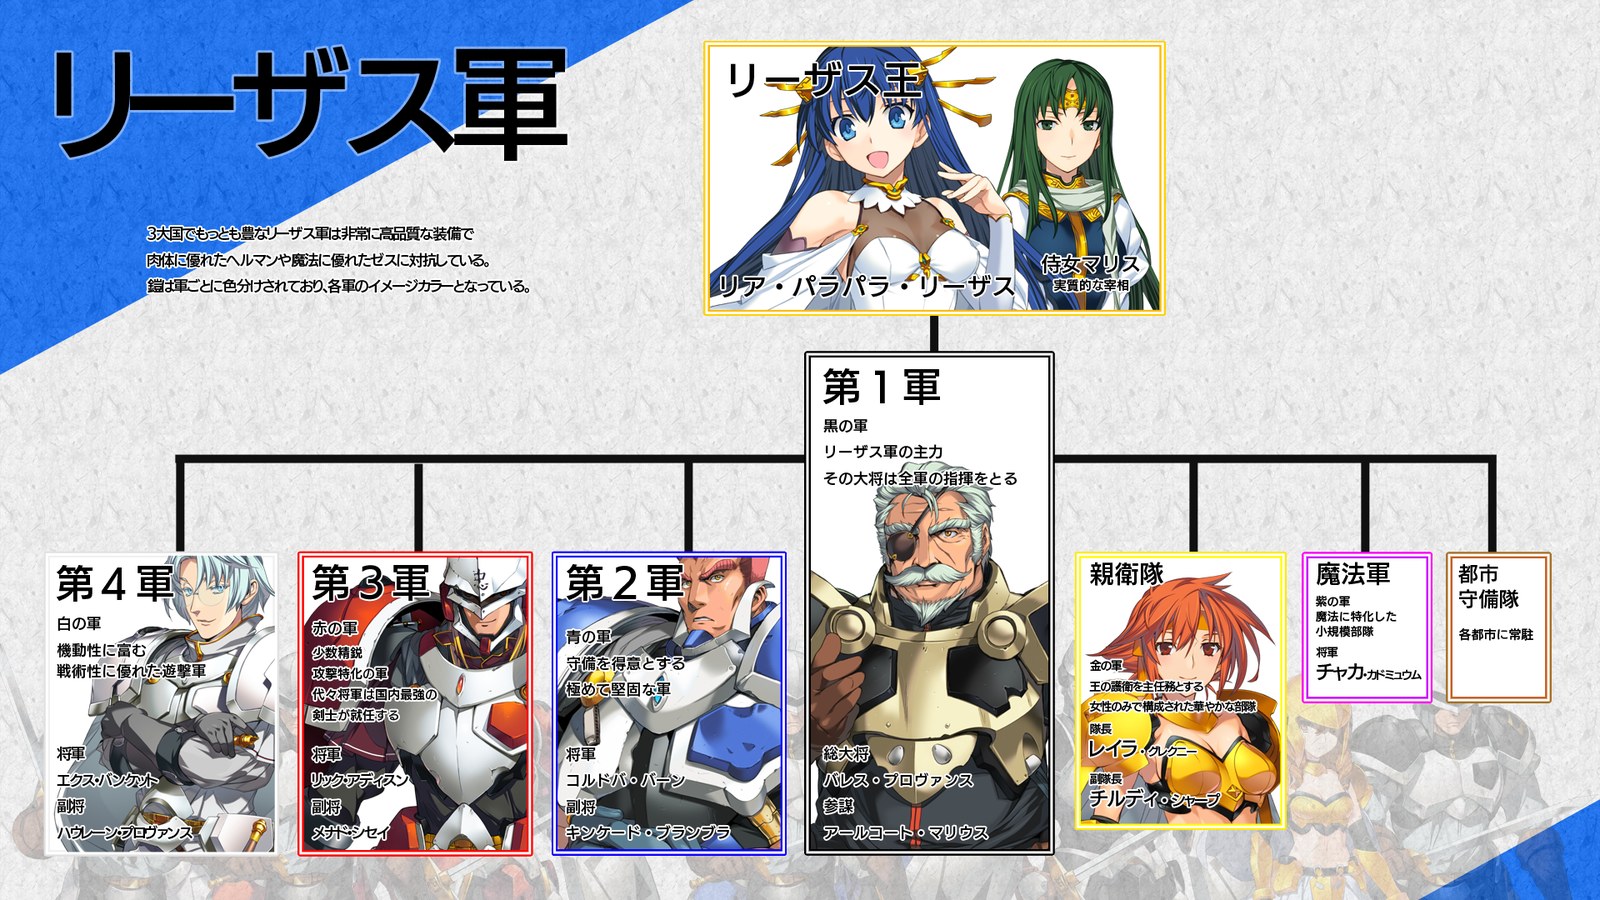 リーザス軍
3大国でもっとも豊なリーザス軍は非常に高品質な装備で
肉体に優れたヘルマンや魔法に優れたゼスに対抗している。
鎧は軍ごとに色分けされており、各軍のイメージカラーとなっている。
リーザス王
リア・パラパラ・リーザス
侍女マリス
実質的な宰相
第1軍
黒の軍
リーザス軍の主力
その大将は全軍の指揮をとる
総大将
バレス・プロヴァンス
参謀
アールコート・マリウス
第4軍
白の軍
機動性に富む
戦術性に優れた遊撃軍
将軍
エクス・バンケット
副将
ハウレーン・プロヴァンス
第3軍
赤の軍
少数精鋭
攻撃特化の軍
代々将軍は国内最強の
剣士が就任する
将軍
リック・アディスン
副将
メナド・シセイ
第2軍
青の軍
守備を得意とする
極めて堅固な軍
将軍
コルドバ・バーン
副将
キンケード・ブランブラ
親衛隊
金の軍
王の護衛を主任務とする
女性のみで構成された華やかな部隊
隊長
レイラ・グレクニー
副隊長
チルディ・シャープ
魔法軍
紫の軍
魔法に特化した
小規模部隊
将軍
チャカ・カドミュウム
都市
守備隊
各都市に常駐